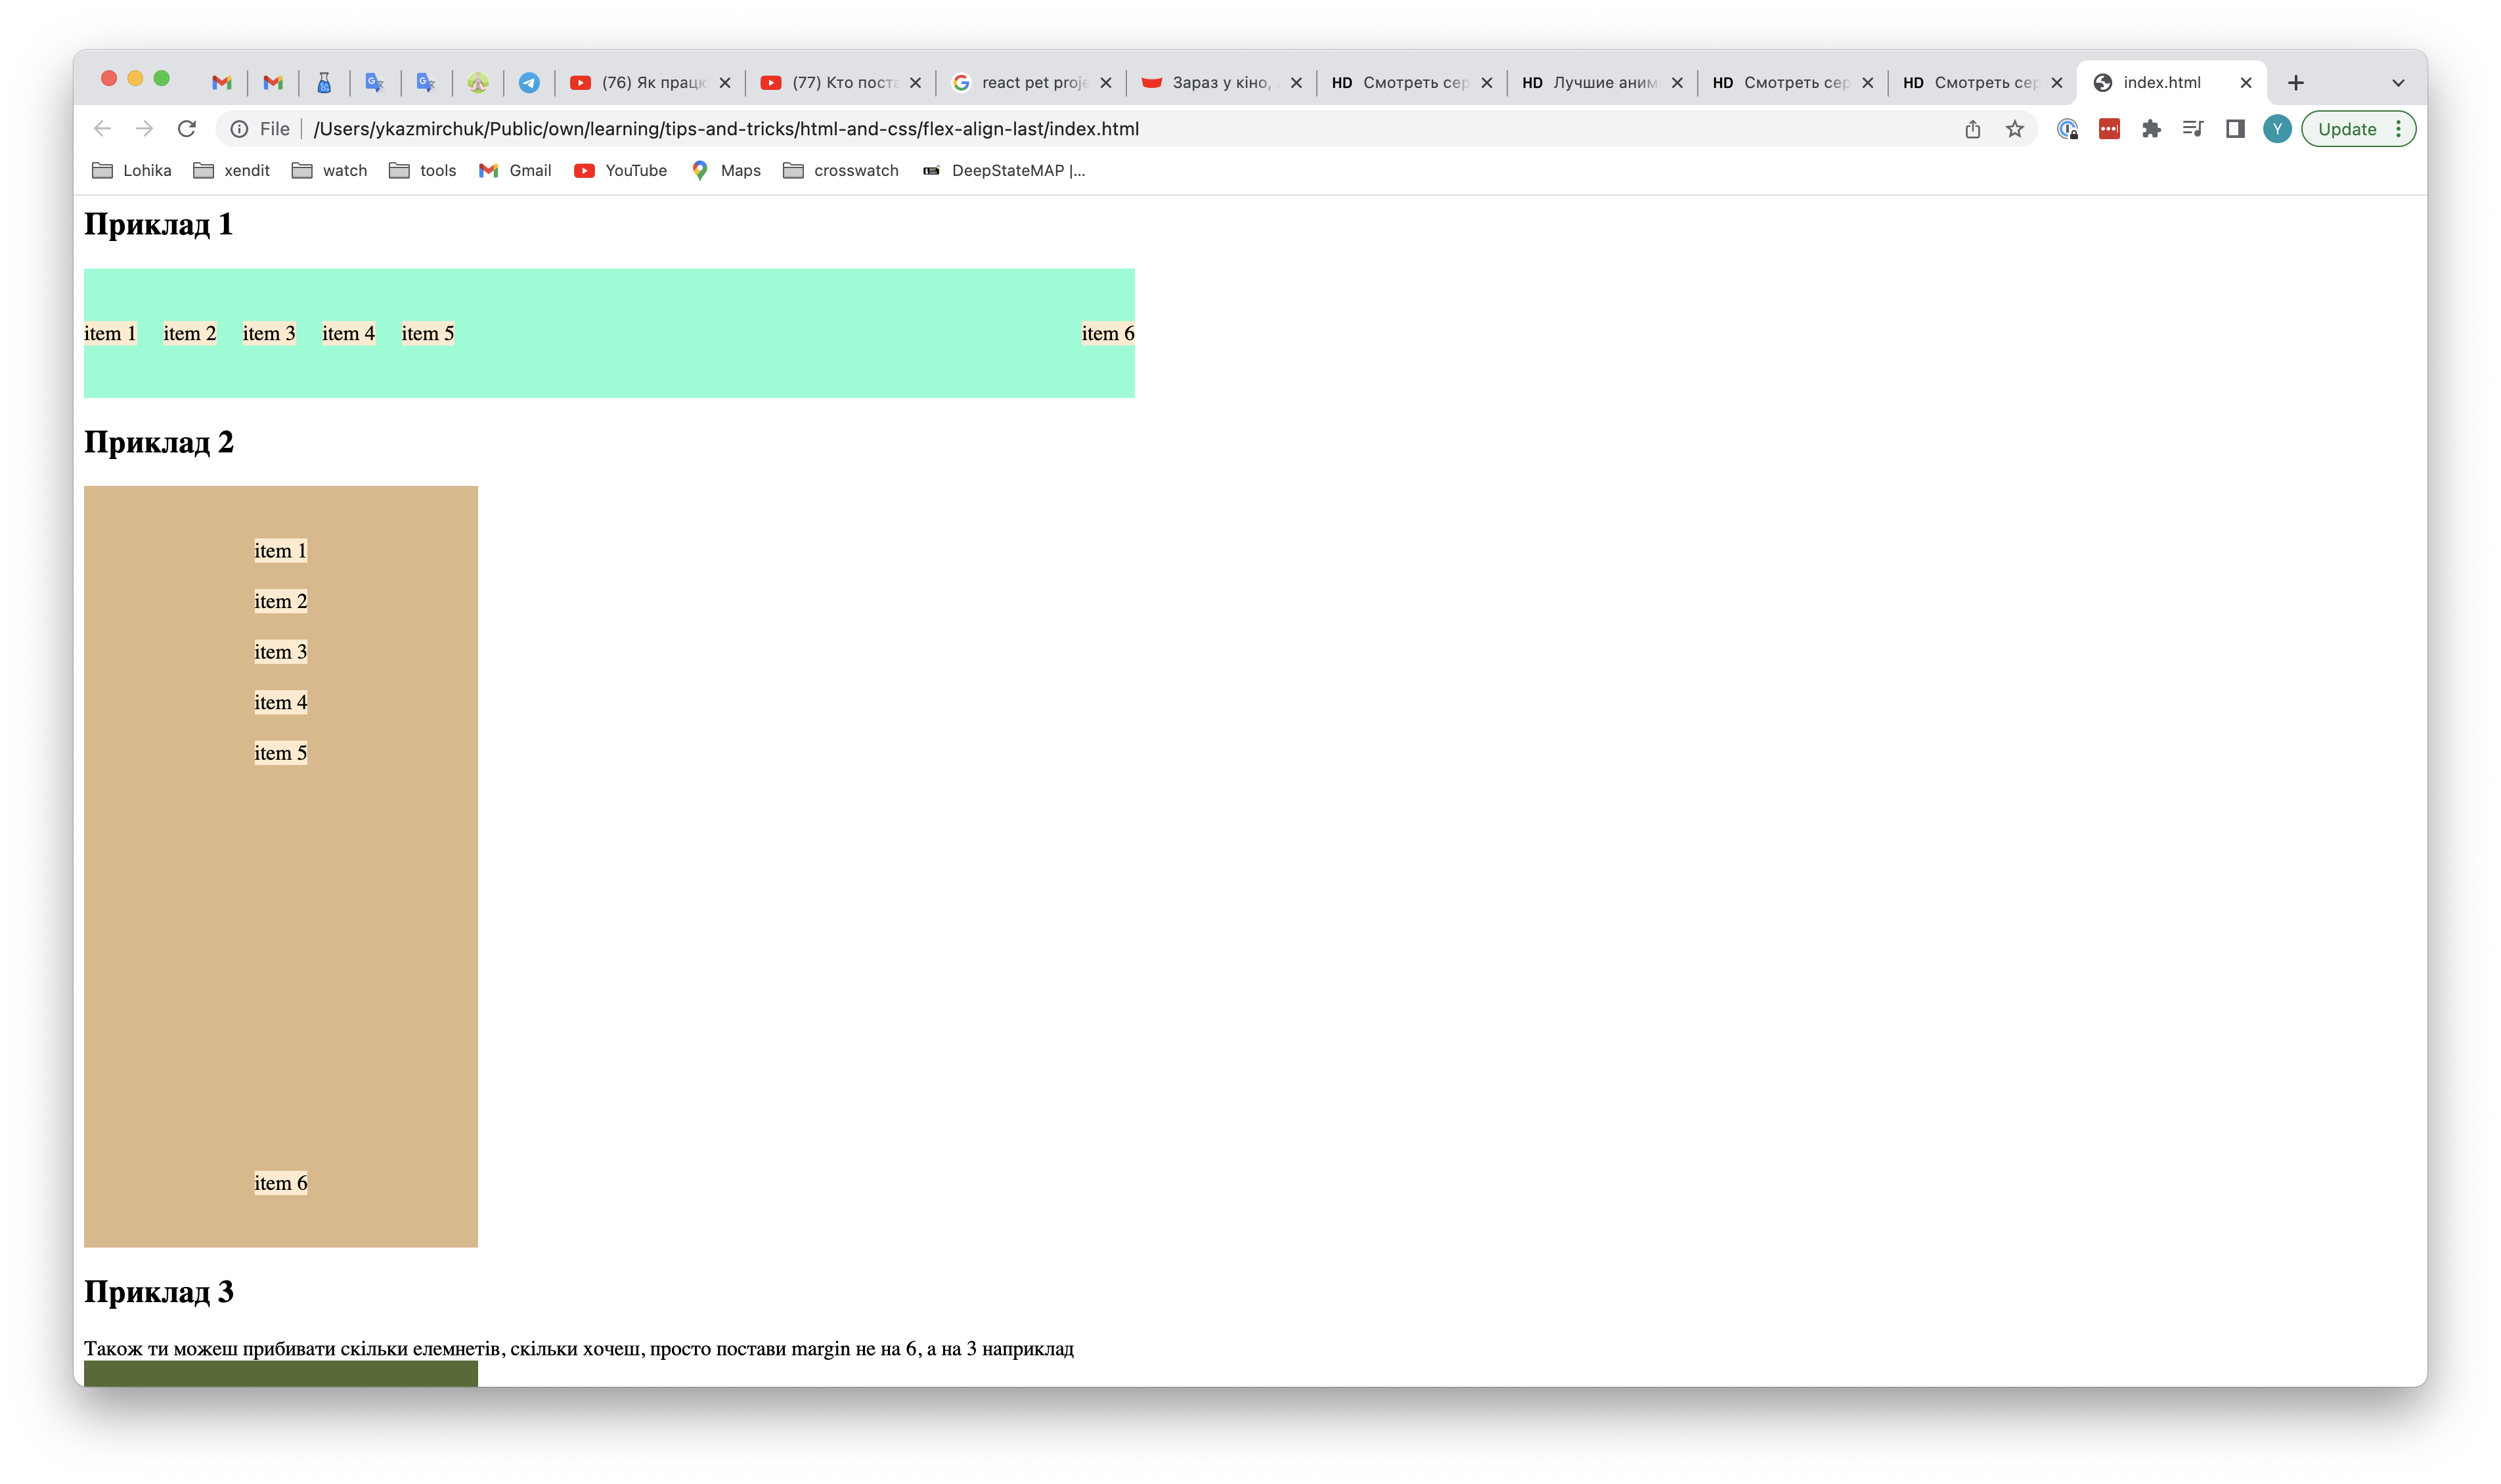 (76) Як працю
(77) Кто поста
react pet proje
Зараз у кіно,
HD Смотреть сер
HD Лучшие аним
HD Смотреть сер
HD Смотреть сер
index.html
File /Users/ykazmirchuk/Public/own/learning/tips-and-tricks/html-and-css/flex-align-last/index.html
Y
Update
Lohika xendit watch tools Gmail YouTube Maps crosswatch DeepStateMAP |...
Приклад 1
item 1 item 2 item 3 item 4 item 5 item 6
Приклад 2
item 1
item 2
item 3
item 4
item 5
item 6
Приклад 3
Також ти можеш прибивати скільки елемнетів, скільки хочеш, просто постави margin не на 6, а на 3 наприклад